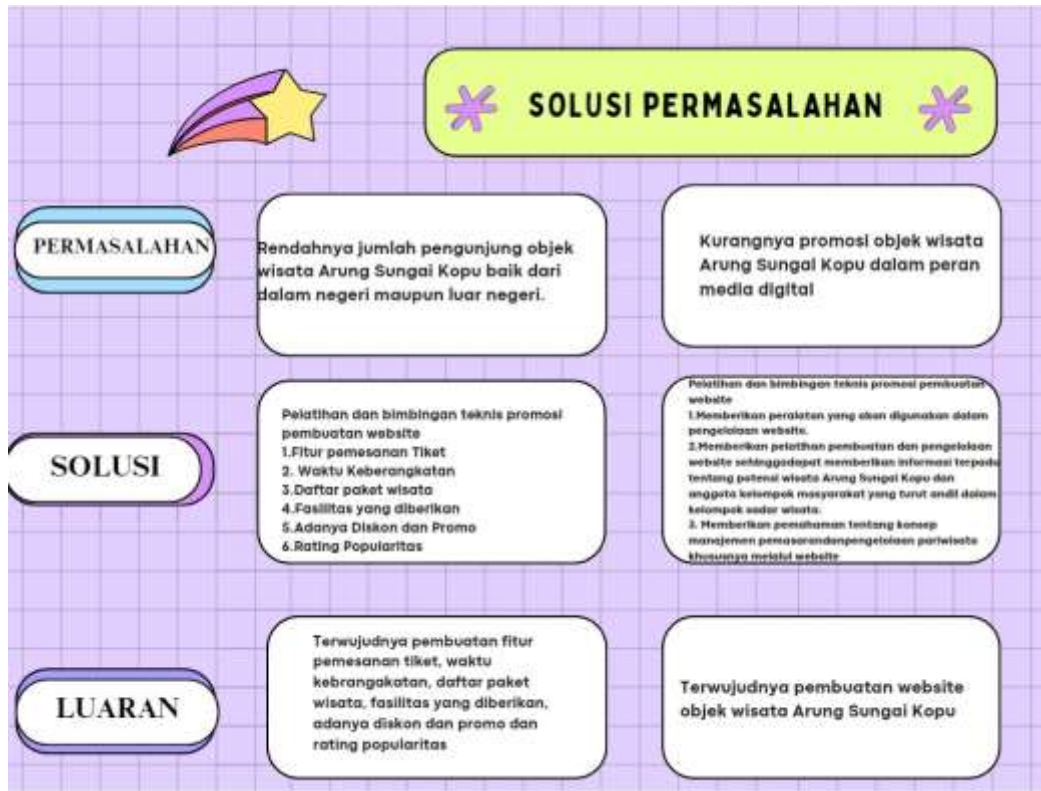 SOLUSI PERMASALAHAN
PERMASALAHAN
Rendahnya jumlah pengunjung objek
wisata Arung Sungai Kopu baik dari
dalam negeri maupun luar negeri.
Kurangnya promosi objek wisata
Arung Sungai Kopu dalam peran
media digital
SOLUSI
Pelatihan dan bimbingan teknis promosi
pembuatan website
1.Fitur pemesanan Tiket
2. Waktu Keberangkatan
3.Daftar paket wisata
4.Fasilitas yang diberikan
5.Adanya Diskon dan Promo
6.Rating Popularitas
Pelatihan dan bimbingan teknis promosi pembuatan
website
1.Memberikan peralatan yang akan digunakan dalam
pengelolaan website.
2.Memberikan pelatihan pembuatan dan pengelolaan
website sehinggadapat memberikan informasi terpadu
tentang potensi wisata Arung Sungai Kopu dan
anggota kelompok masyarakat yang turut andil dalam
kelompok sadar wisata.
3. Memberikan pemahaman tentang konsep
manajemen pemasarandanpengelolaan pariwisata
khususnya melalui website
LUARAN
Terwujudnya pembuatan fitur
pemesanan tiket, waktu
kebrangakatan, daftar paket
wisata, fasilitas yang diberikan,
adanya diskon dan promo dan
rating popularitas
Terwujudnya pembuatan website
objek wisata Arung Sungai Kopu